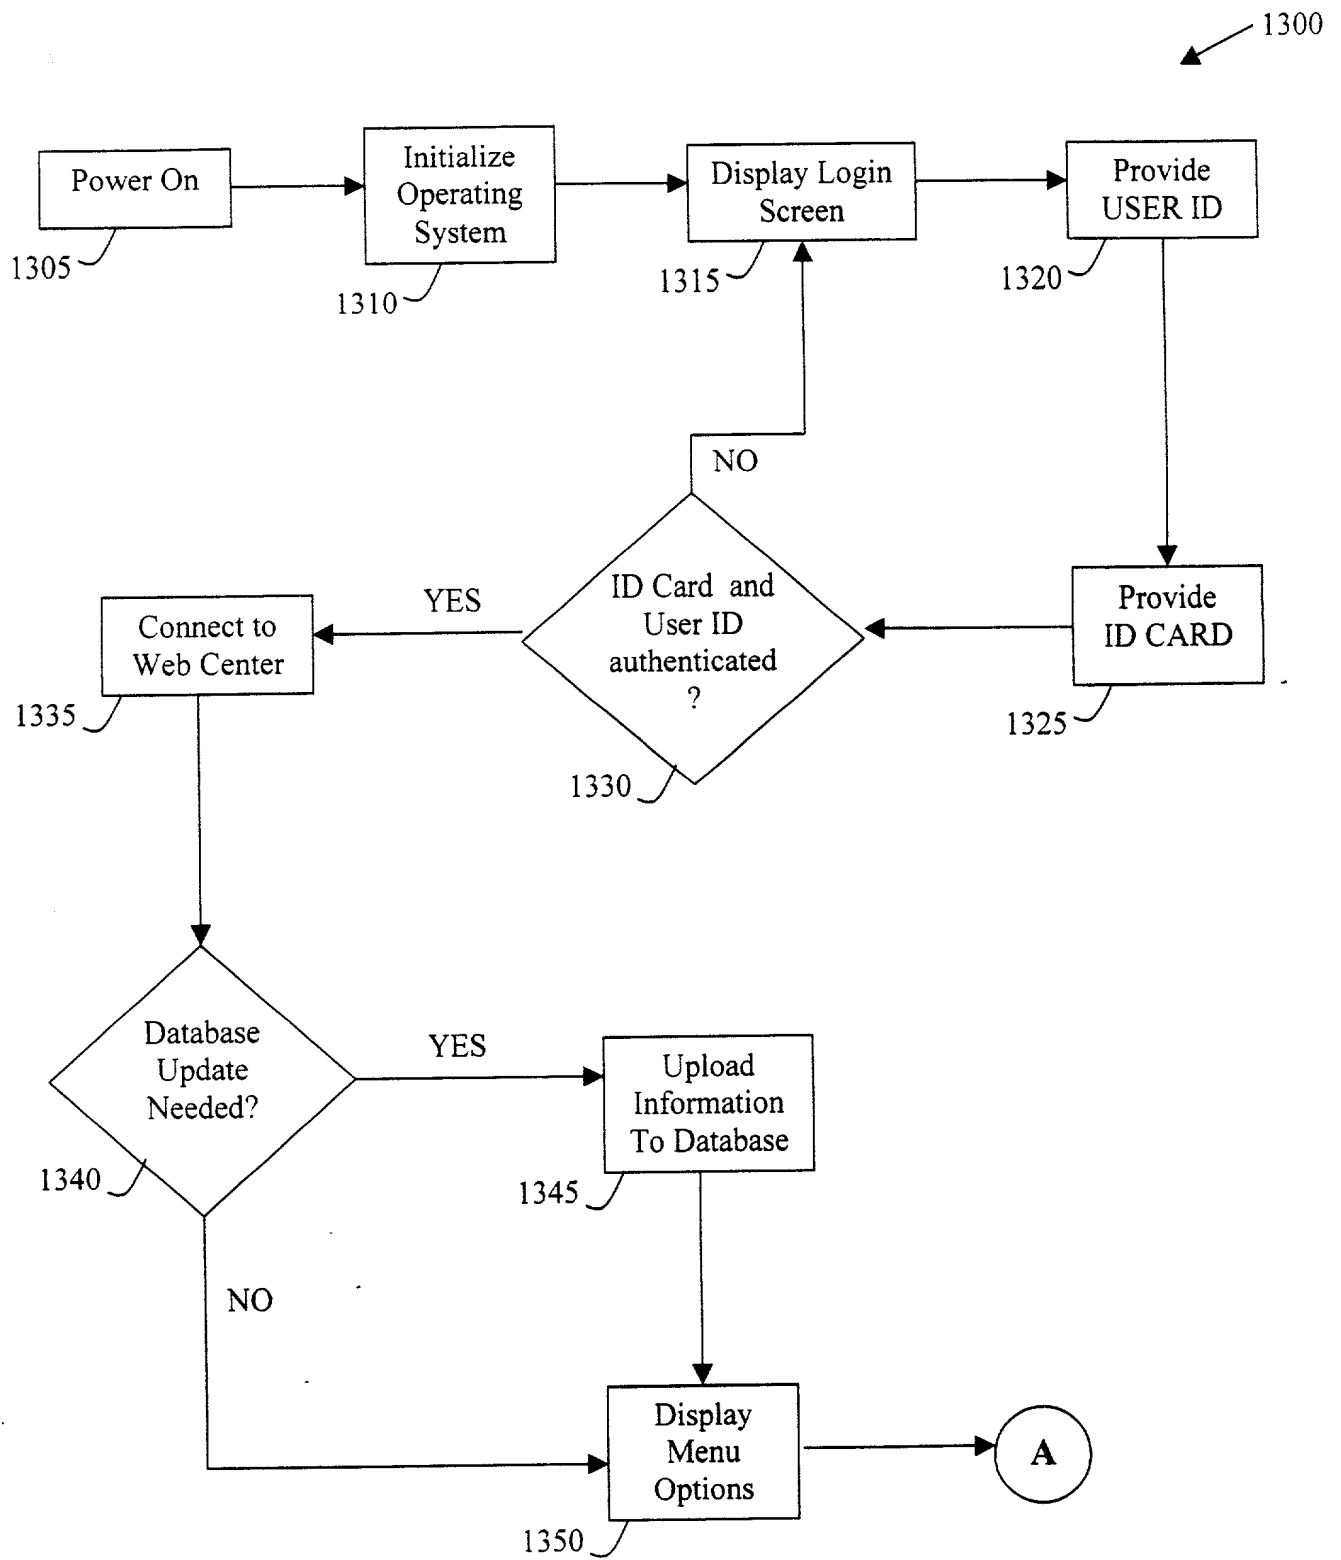 1300
Power On
1305
Initialize
Operating
System
1310
Display Login
Screen
1315
Provide
USER ID
1320
NO
ID Card and
User ID
authenticated
?
1330
Provide
ID CARD
1325
YES
Connect to
Web Center
1335
Database
Update
Needed?
1340
YES
Upload
Information
To Database
1345
NO
Display
Menu
Options
1350
A